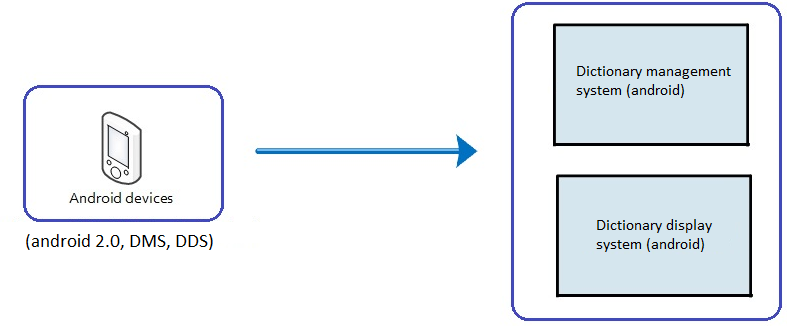 Android devices
(android 2.0, DMS, DDS)
Dictionary management
system (android)
Dictionary display
system (android)